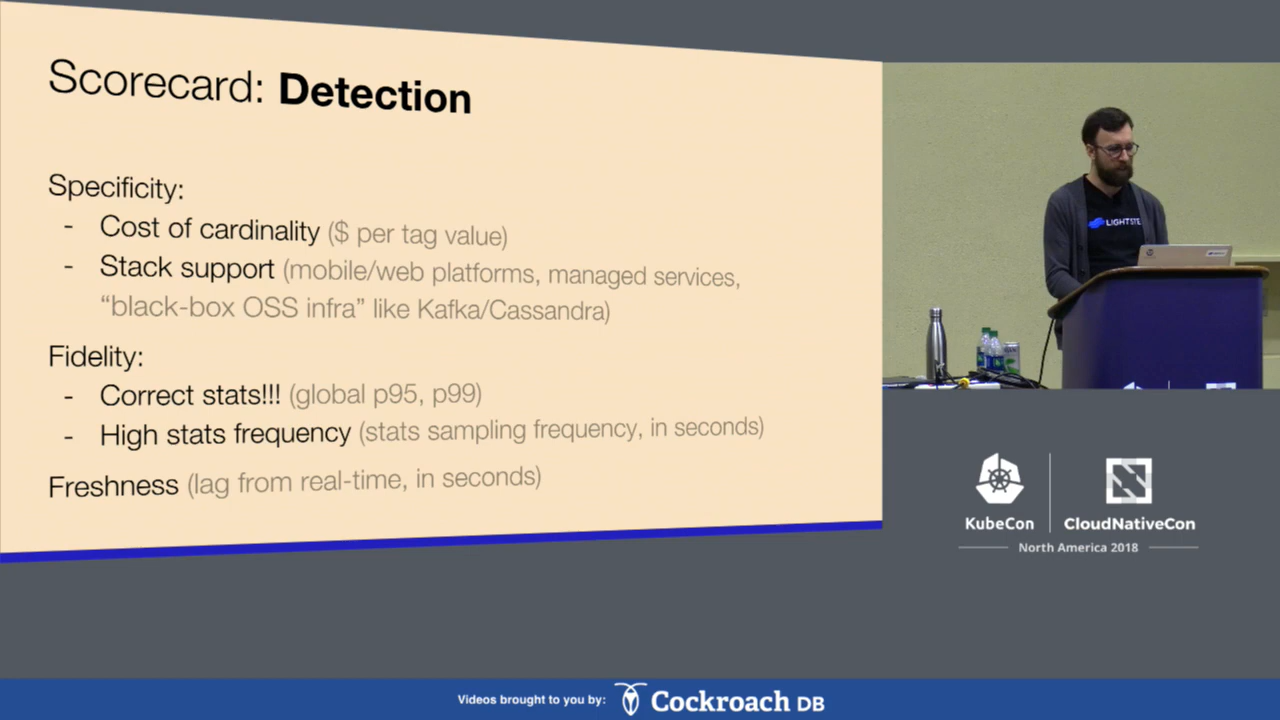 Scorecard: Detection
Specificity:
- Cost of cardinality ($ per tag value)
- Stack support (mobile/web platforms, managed services,
“black-box OSS infra” like Kafka/Cassandra)
Fidelity:
- Correct stats!!! (global p95, p99)
- High stats frequency (stats sampling frequency, in seconds)
Freshness (lag from real-time, in seconds)
LIGHTSTE
KubeCon
CloudNativeCon
North America 2018
Videos brought to you by:
Cockroach DB